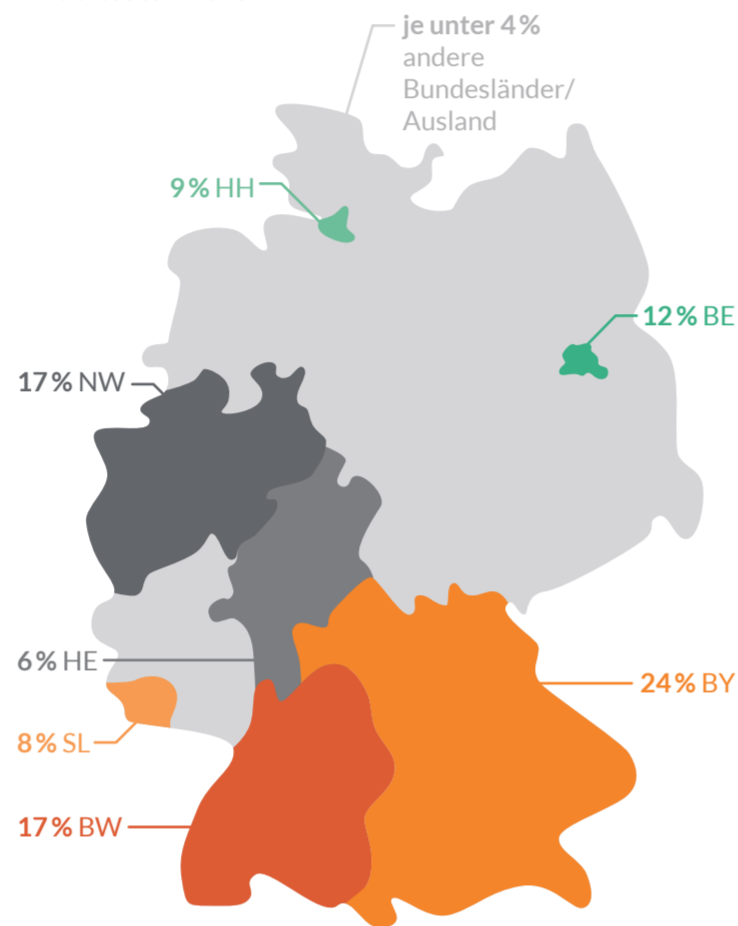 je unter 4 %
andere
Bundesländer/
Ausland
9 % HH
12 % BE
17 % NW
6 % HE
24 % BY
8 % SL
17 % BW